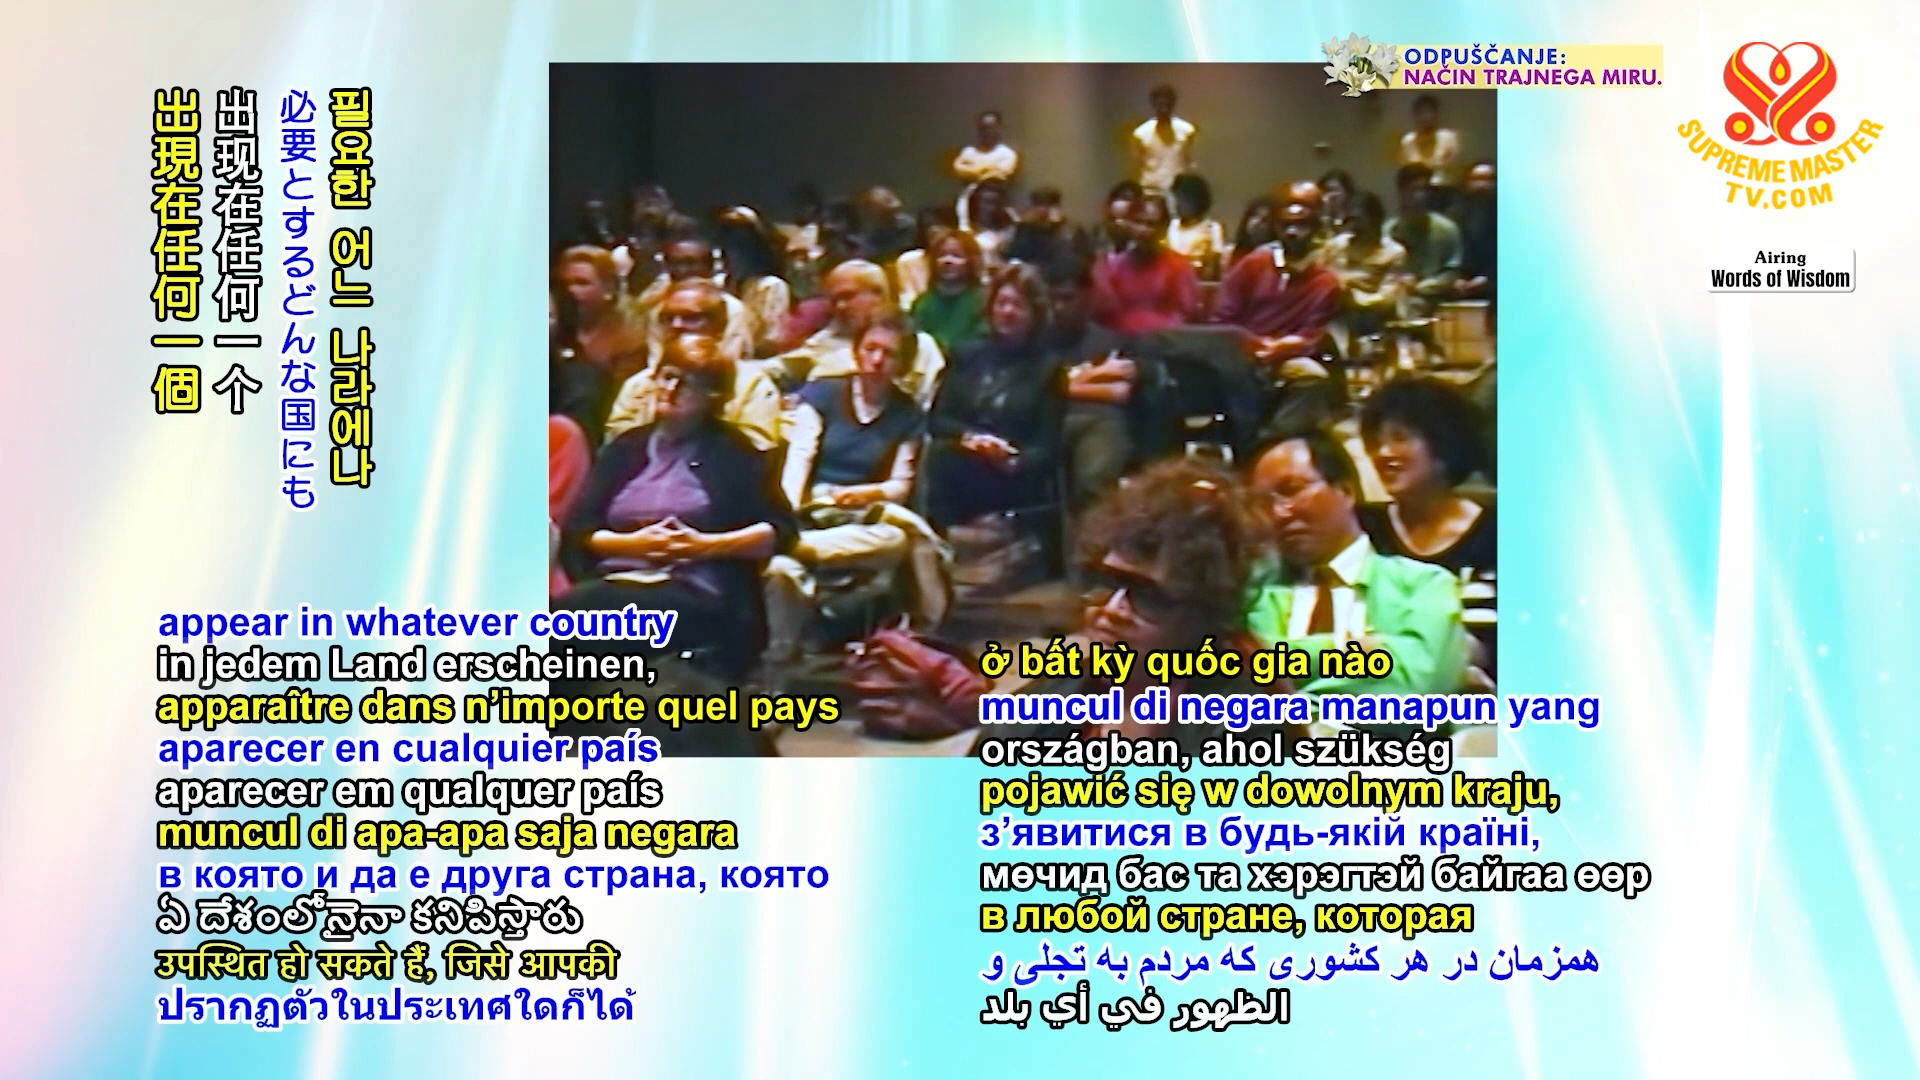 ODPUŠČANJE:
NAČIN TRAJNEGA MIRU.
SUPREME MASTER
TV.COM
Airing
Words of Wisdom
필요한 어느 나라에나
必要とするどんな国にも
出现在任何一个
出現在任何一個
appear in whatever country
in jedem Land erscheinen,
apparaître dans n’importe quel pays
aparecer en cualquier país
aparecer em qualquer país
muncul di apa-apa saja negara
в която и да е друга страна, която
ఏ దేశంలోనైనా కనిపిస్తారు
उपस्थित हो सकते हैं, जिसे आपकी
ปรากฏตัวในประเทศใดก็ได้
ở bất kỳ quốc gia nào
muncul di negara manapun yang
országban, ahol szükség
pojawić się w dowolnym kraju,
з’явитися в будь-якій країні,
мөчид бас та хэрэгтэй байгаа өөр
в любой стране, которая
همزمان در هر کشوری که مردم به تجلی و
الظهور في أي بلد